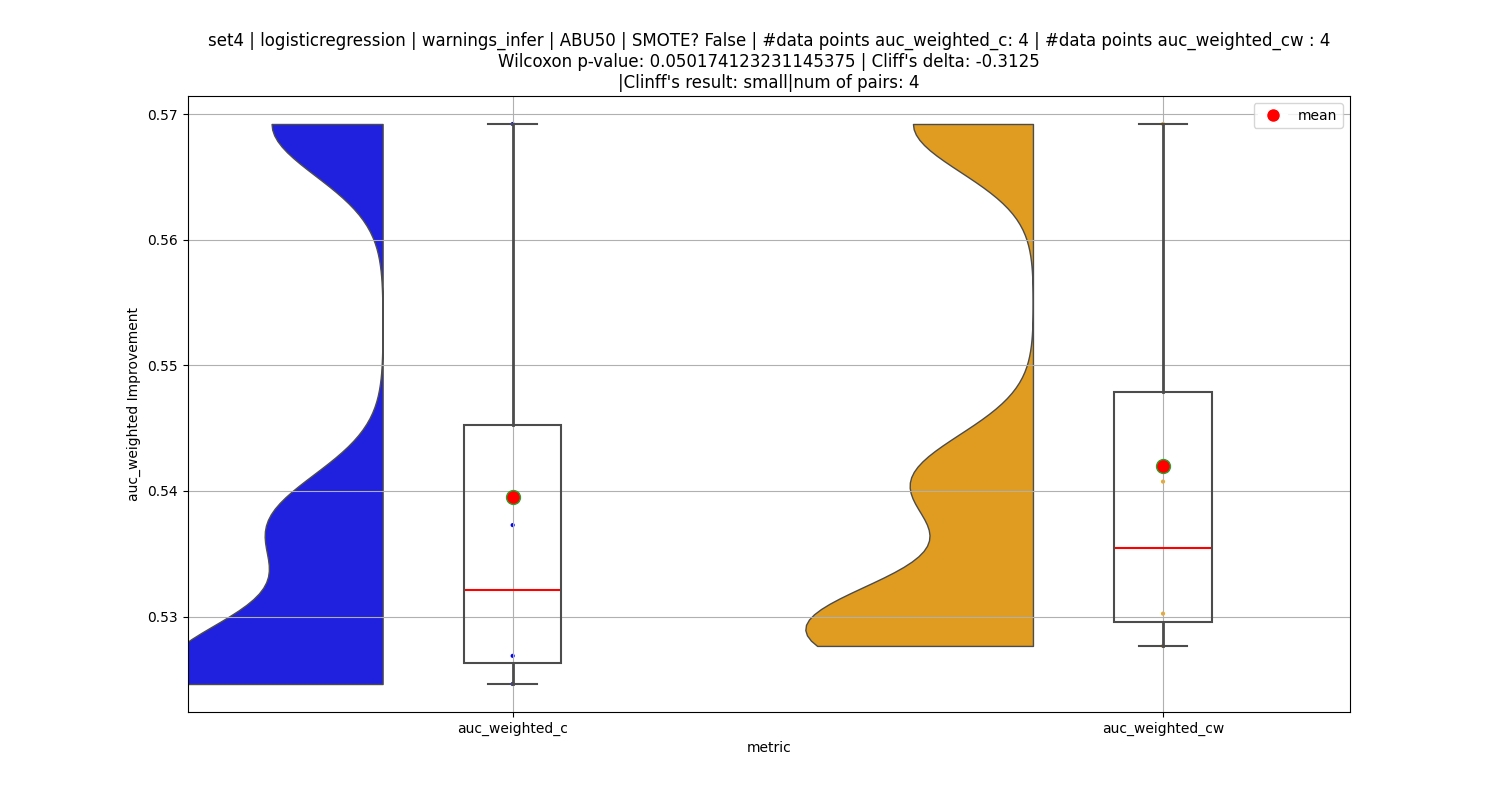 set4 | logisticregression | warnings_infer | ABU50 | SMOTE? False | #data points auc_weighted_c: 4 | #data points auc_weighted_cw : 4
Wilcoxon p-value: 0.050174123231145375 | Cliff's delta: -0.3125
|Clinff's result: small|num of pairs: 4
mean
0.57
0.56
0.55
0.54
0.53
auc_weighted Improvement
auc_weighted_c
auc_weighted_cw
metric